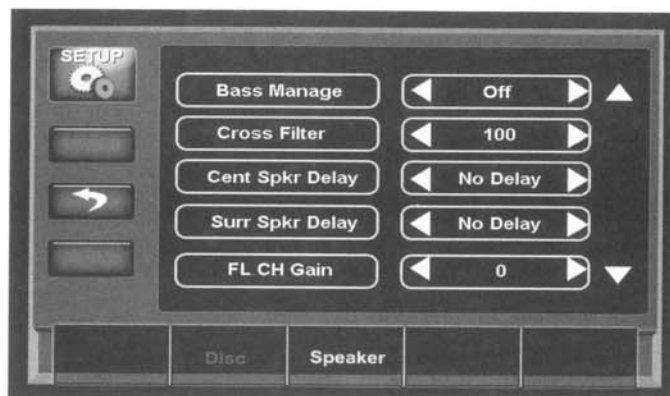 SETUP
Bass Manage Off
Cross Filter 100
Cent Spkr Delay No Delay
Surr Spkr Delay No Delay
FL CH Gain 0
Disc Speaker